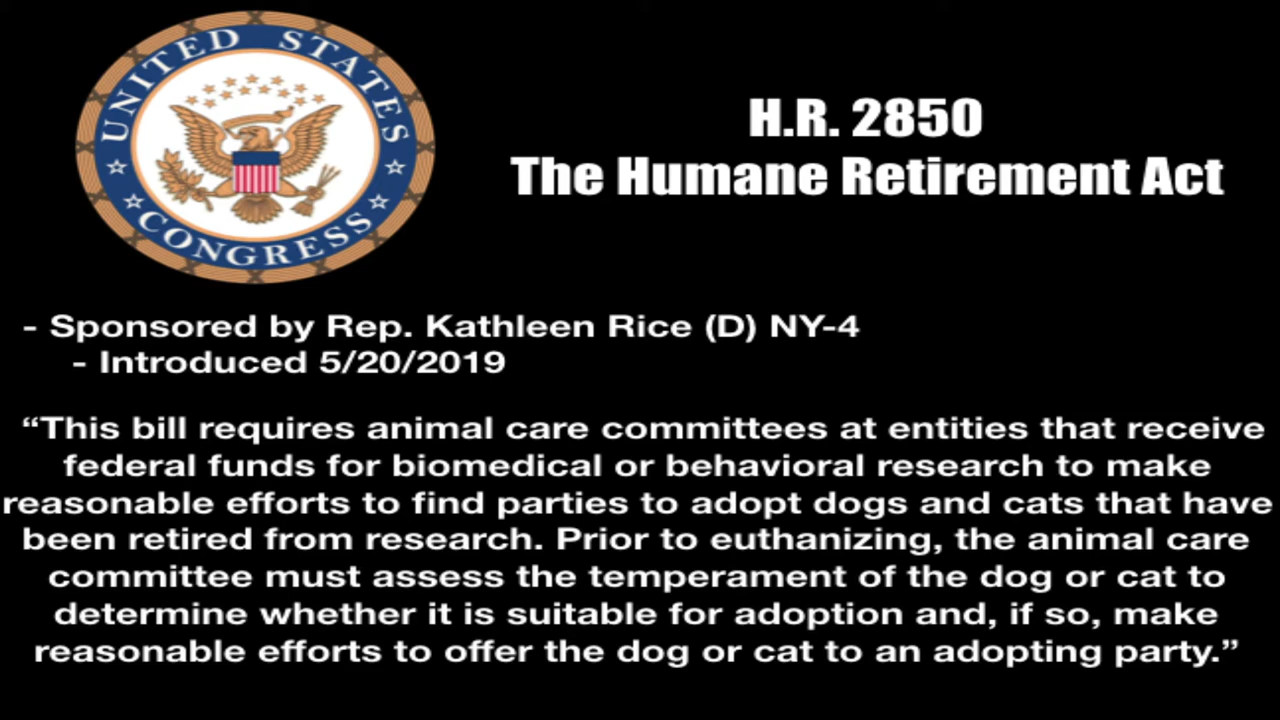 UNITED STATES
CONGRESS
H.R. 2850
The Humane Retirement Act
- Sponsored by Rep. Kathleen Rice (D) NY-4
- Introduced 5/20/2019
“This bill requires animal care committees at entities that receive
federal funds for biomedical or behavioral research to make
reasonable efforts to find parties to adopt dogs and cats that have
been retired from research. Prior to euthanizing, the animal care
committee must assess the temperament of the dog or cat to
determine whether it is suitable for adoption and, if so, make
reasonable efforts to offer the dog or cat to an adopting party.”